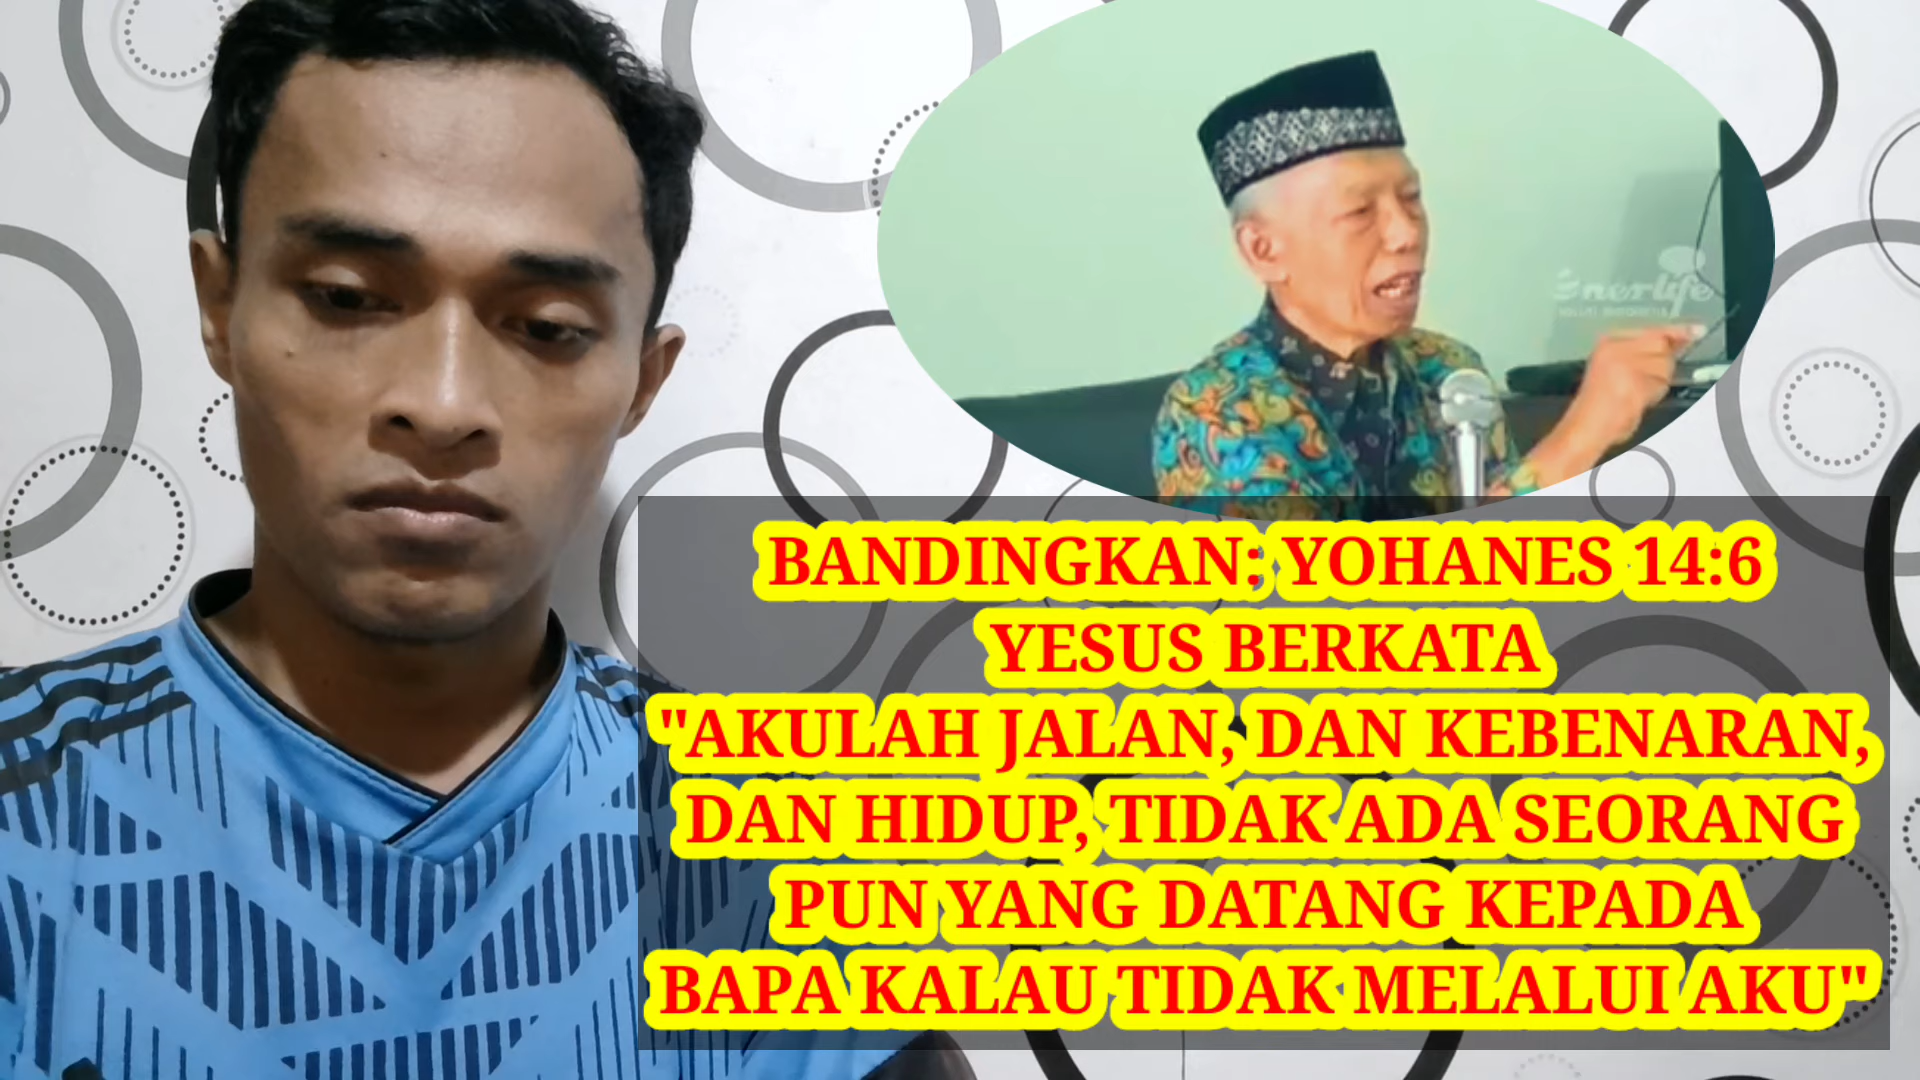 enerlife
BANDINGKAN; YOHANES 14:6
YESUS BERKATA
"AKULAH JALAN, DAN KEBENARAN,
DAN HIDUP, TIDAK ADA SEORANG
PUN YANG DATANG KEPADA
BAPA KALAU TIDAK MELALUI AKU"